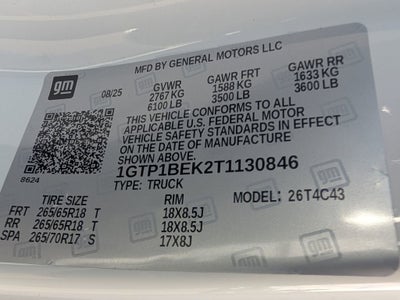 gm
MFD BY GENERAL MOTORS LLC
08/25 GVWR GAWR FRT GAWR RR
2767 KG 1588 KG 1633 KG
6100 LB 3500 LB 3600 LB
THIS VEHICLE CONFORMS TO ALL
APPLICABLE U.S. FEDERAL MOTOR
VEHICLE SAFETY STANDARDS IN EFFECT
ON THE DATE OF MANUFACTURE
SHOWN ABOVE.
1GTP1BEK2T1130846
8624 TYPE: TRUCK
TIRE SIZE RIM MODEL: 26T4C43
FRT 265/65R18 T 18X8.5J
RR 265/65R18 T 18X8.5J
SPA 265/70R17 S 17X8J